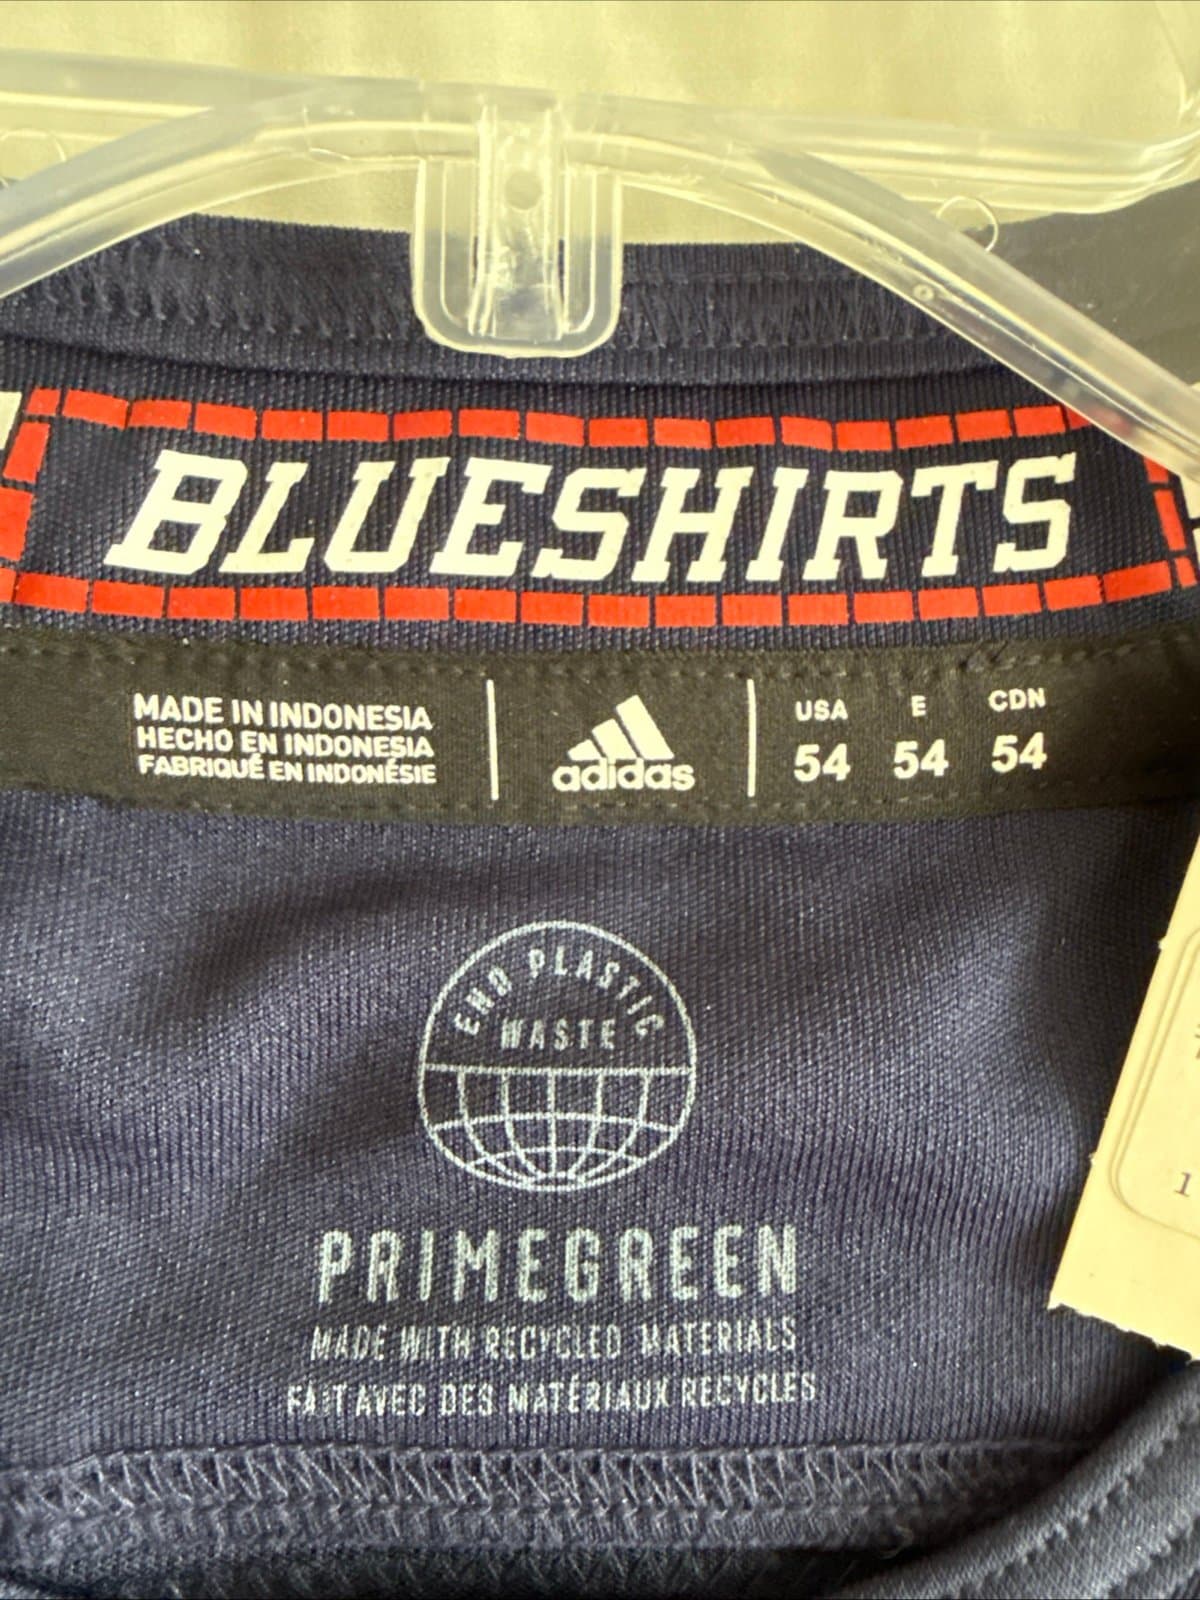 BLUESHIRTS
MADE IN INDONESIA
HECHO EN INDONESIA
FABRIQUÉ EN INDONÉSIE
adidas
USA E CDN
54 54 54
END PLASTIC
WASTE
PRIMEGREEN
MADE WITH RECYCLED MATERIALS
FAIT AVEC DES MATÉRIAUX RECYCLÉS
1